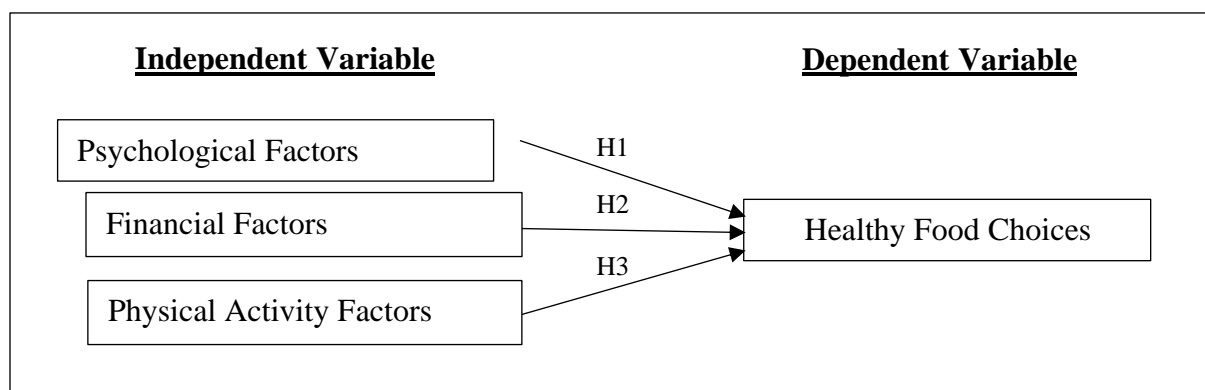 Independent Variable
Dependent Variable
Psychological Factors
H1
Financial Factors
H2
Healthy Food Choices
Physical Activity Factors
H3